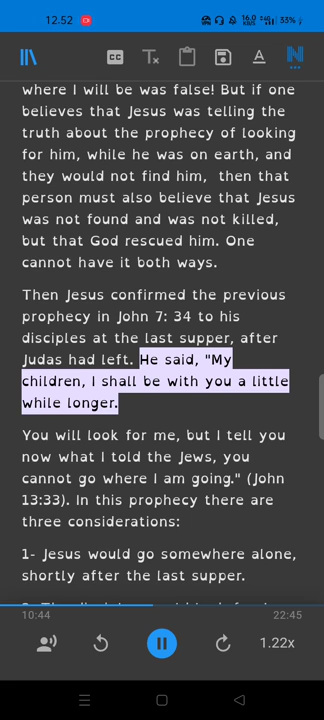 12.52
16.0
KB/S
33%
CC
A
N
where I will be was false! But if one
believes that Jesus was telling the
truth about the prophecy of looking
for him, while he was on earth, and
they would not find him, then that
person must also believe that Jesus
was not found and was not killed,
but that God rescued him. One
cannot have it both ways.
Then Jesus confirmed the previous
prophecy in John 7: 34 to his
disciples at the last supper, after
Judas had left. He said, "My
children, I shall be with you a little
while longer.
You will look for me, but I tell you
now what I told the Jews, you
cannot go where I am going." (John
13:33). In this prophecy there are
three considerations:
1- Jesus would go somewhere alone,
shortly after the last supper.
10:44
22:45
1.22x